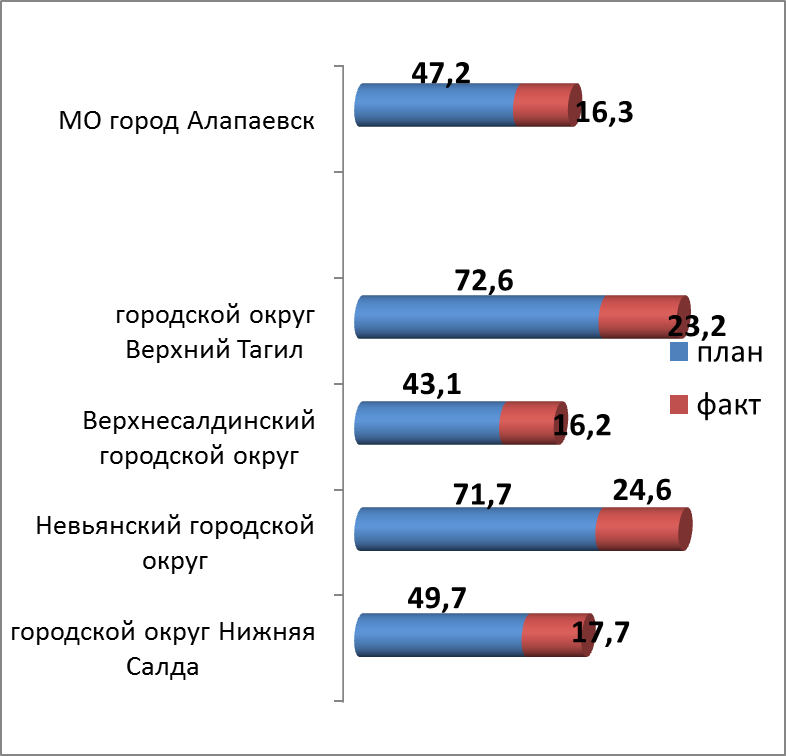 47,2
МО город Алапаевск
16,3
72,6
городской округ
Верхний Тагил
23,2
план
43,1
факт
Верхнесалдинский
городской округ
16,2
71,7
24,6
Невьянский городской
округ
49,7
городской округ Нижняя
Салда
17,7